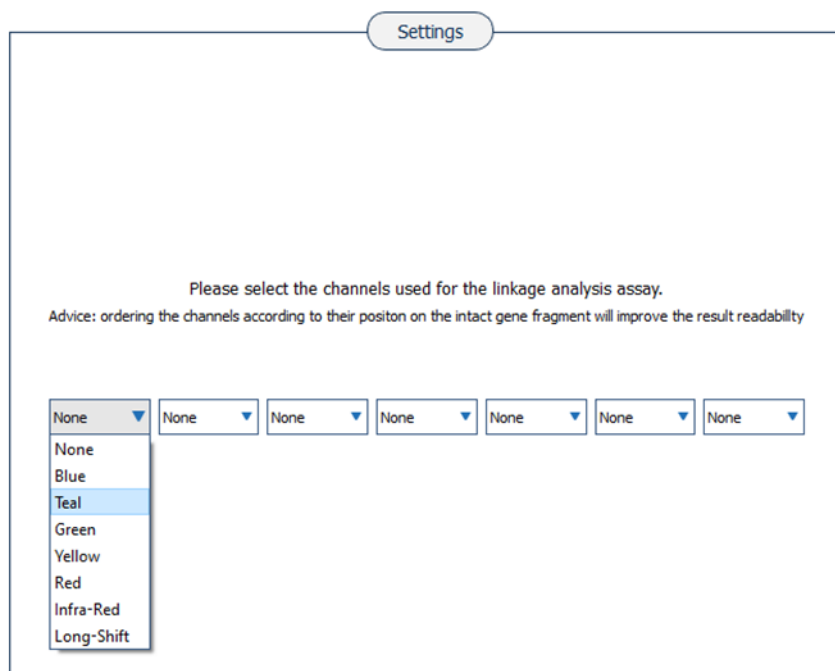 Settings
Please select the channels used for the linkage analysis assay.
Advice: ordering the channels according to their positon on the intact gene fragment will improve the result readabillty
None None None None None None None
None
Blue
Teal
Green
Yellow
Red
Infra-Red
Long-Shift